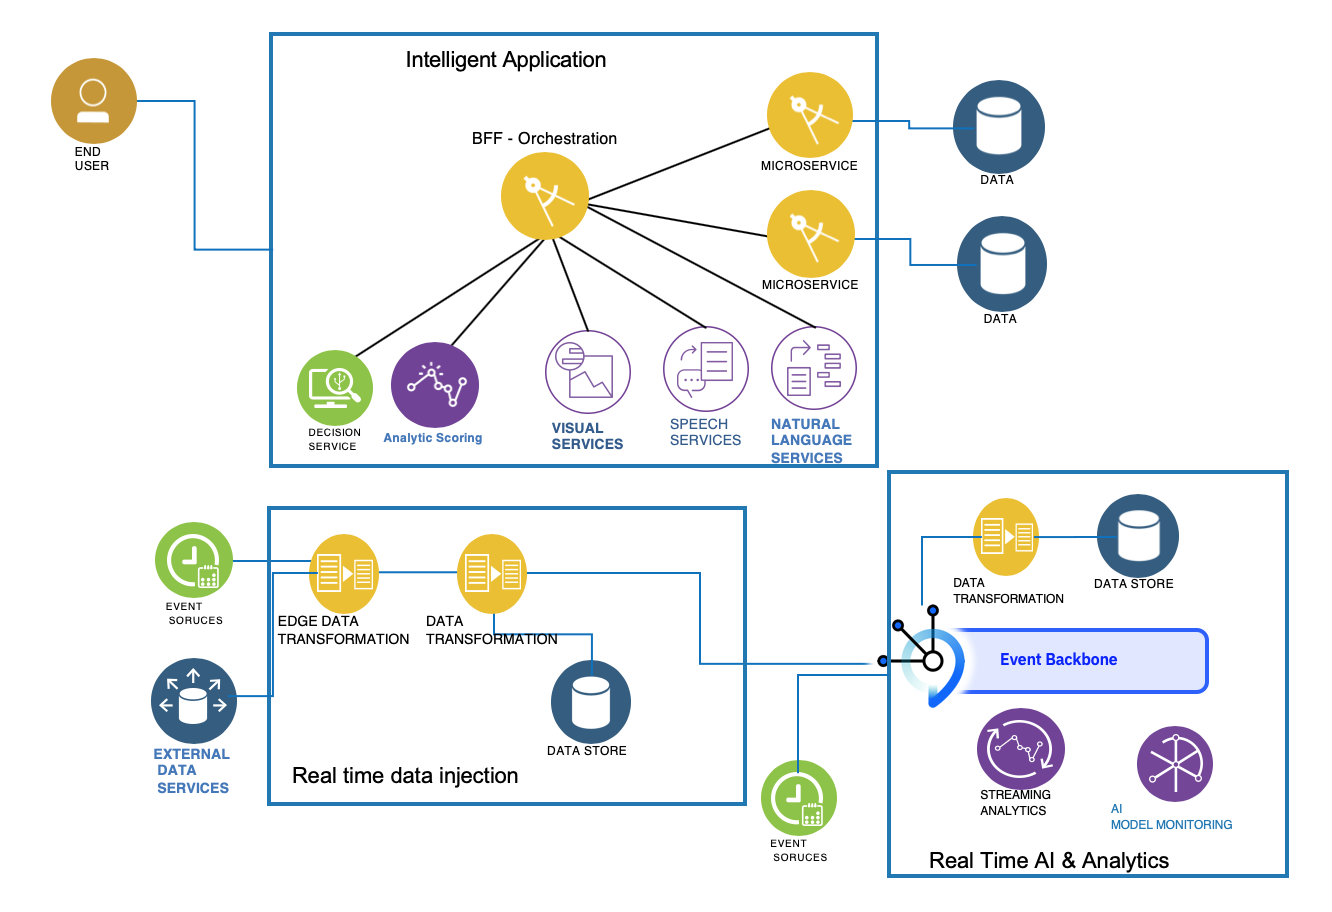 Intelligent Application
END
USER
BFF - Orchestration
MICROSERVICE
DATA
MICROSERVICE
DATA
DECISION
SERVICE
Analytic Scoring
VISUAL
SERVICES
SPEECH
SERVICES
NATURAL
LANGUAGE
SERVICES
EVENT
SORUCES
EDGE DATA
TRANSFORMATION
DATA
TRANSFORMATION
EXTERNAL
DATA
SERVICES
DATA STORE
Real time data injection
DATA
TRANSFORMATION
DATA STORE
Event Backbone
STREAMING
ANALYTICS
AI
MODEL MONITORING
EVENT
SORUCES
Real Time AI & Analytics